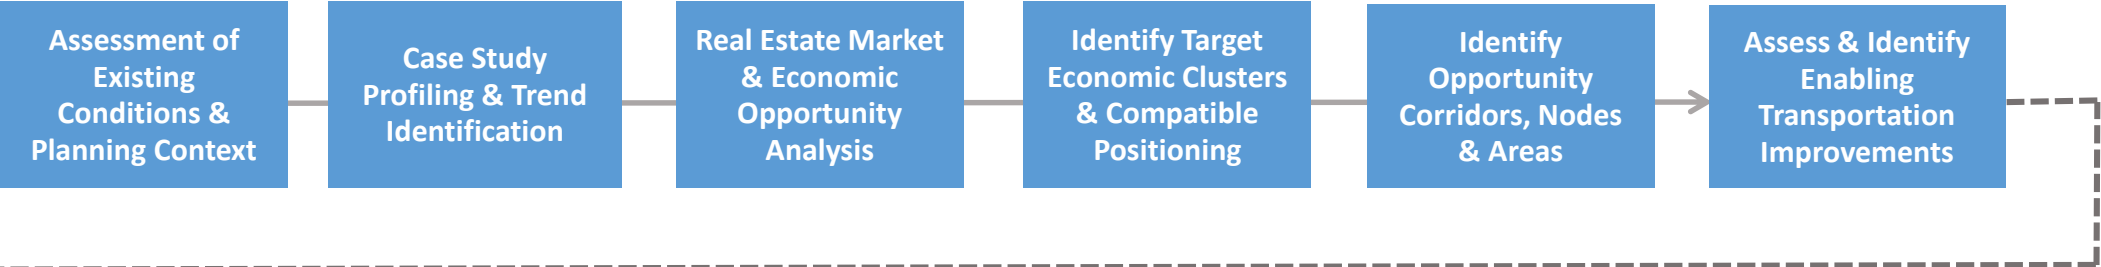 Assessment of
Existing
Conditions &
Planning Context
Case Study
Profiling & Trend
Identification
Real Estate Market
& Economic
Opportunity
Analysis
Identify Target
Economic Clusters
& Compatible
Positioning
Identify
Opportunity
Corridors, Nodes
& Areas
Assess & Identify
Enabling
Transportation
Improvements